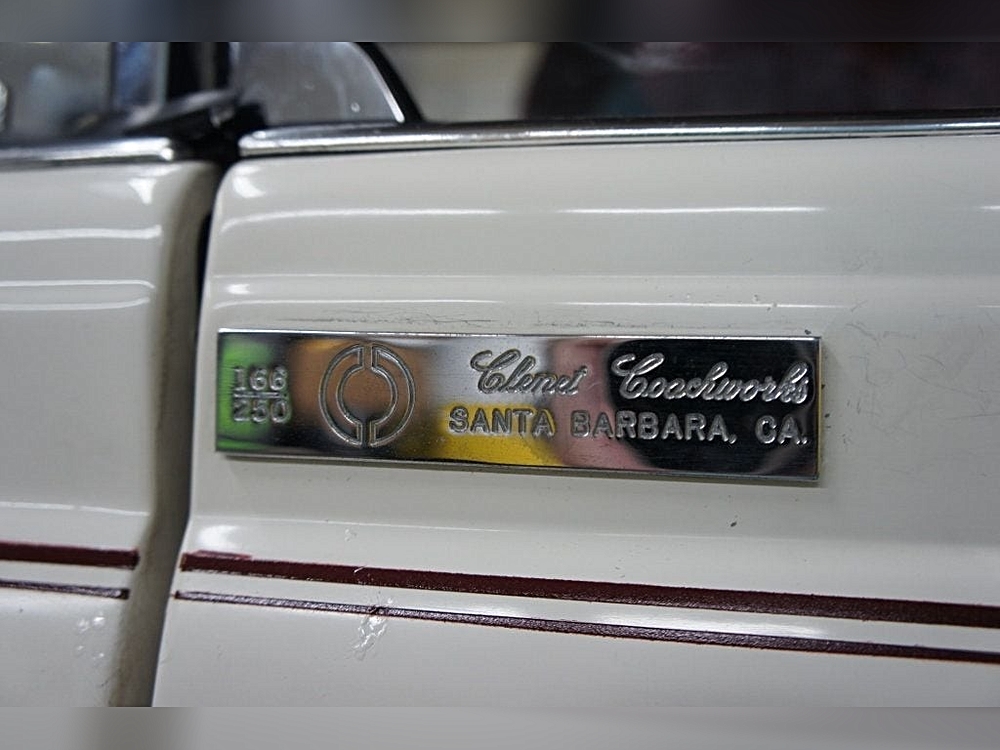 166
250
Clenet Coachworks
SANTA BARBARA, CA.